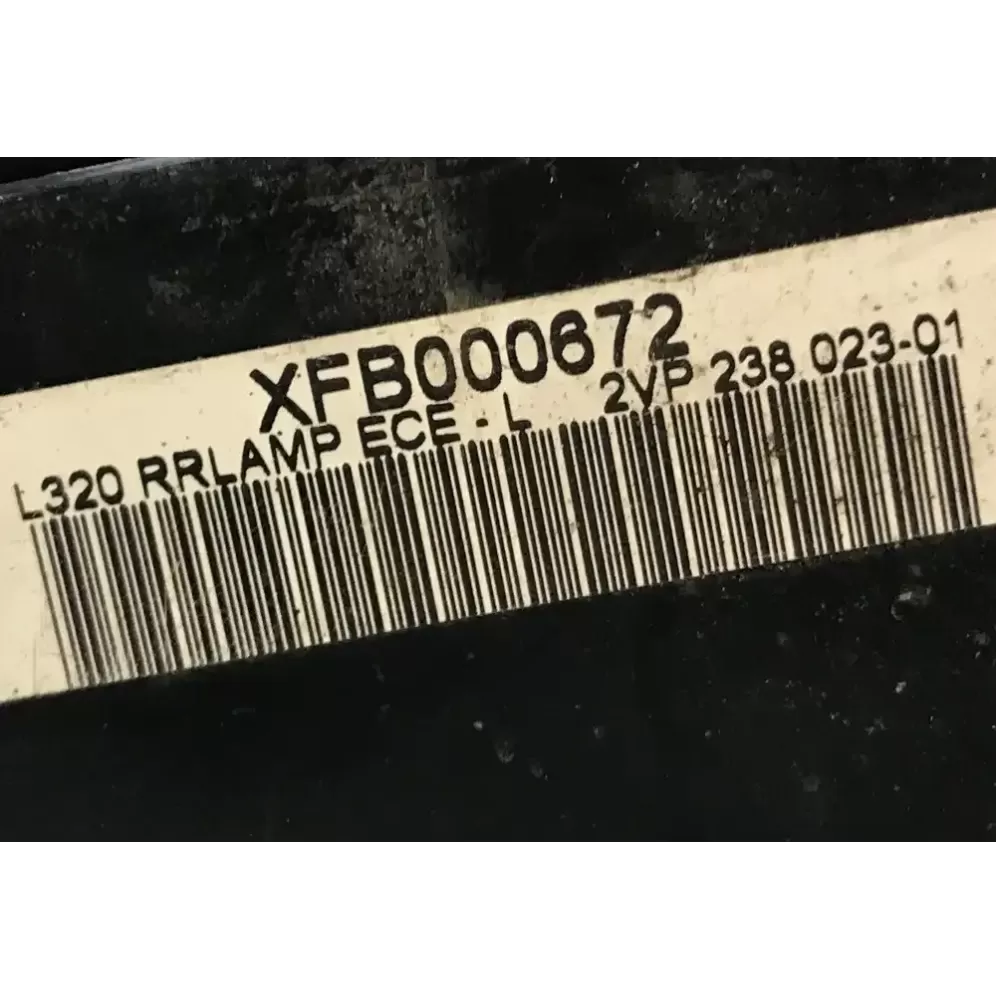 XFB000672
L320 RRLAMP ECE - L 2VP 238 023-01